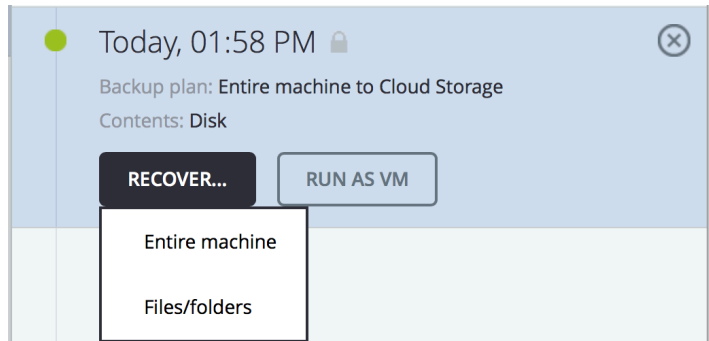 Today, 01:58 PM
Backup plan: Entire machine to Cloud Storage
Contents: Disk
RECOVER... RUN AS VM
Entire machine
Files/folders